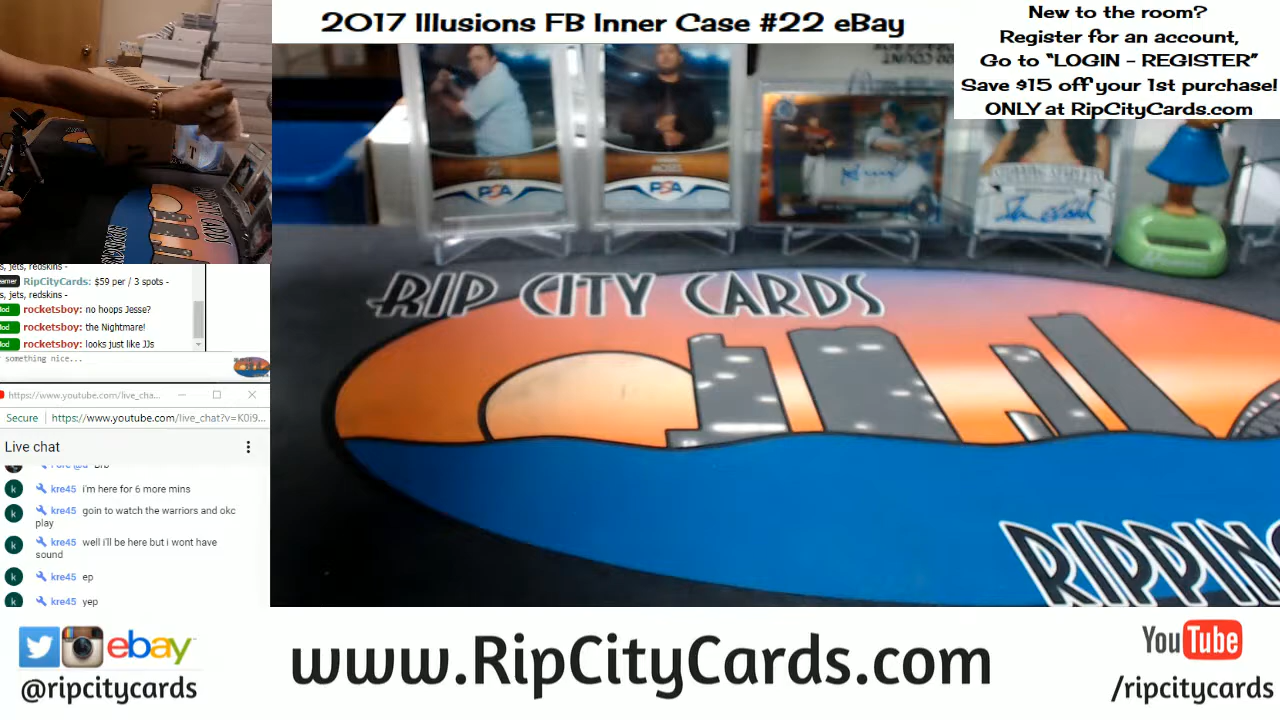 2017 Illusions FB Inner Case #22 eBay
New to the room?
Register for an account,
Go to “LOGIN - REGISTER”
Save $15 off your 1st purchase!
ONLY at RipCityCards.com
PSA
PSA
RIP CITY CARDS
RIPPIN
s, jets, redskins -
RipCityCards: $59 per / 3 spots -
s, jets, redskins -
rocketsboy: no hoops Jesse?
rocketsboy: the Nightmare!
rocketsboy: looks just like JJs
something nice...
https://www.youtube.com/live_cha...
Secure https://www.youtube.com/live_chat?v=K0i9...
Live chat
k kre45 i'm here for 6 more mins
k kre45 goin to watch the warriors and okc
play
k kre45 well i'll be here but i wont have
sound
k kre45 ep
k kre45 yep
ebay
@ripcitycards
www.RipCityCards.com
YouTube
/ripcitycards